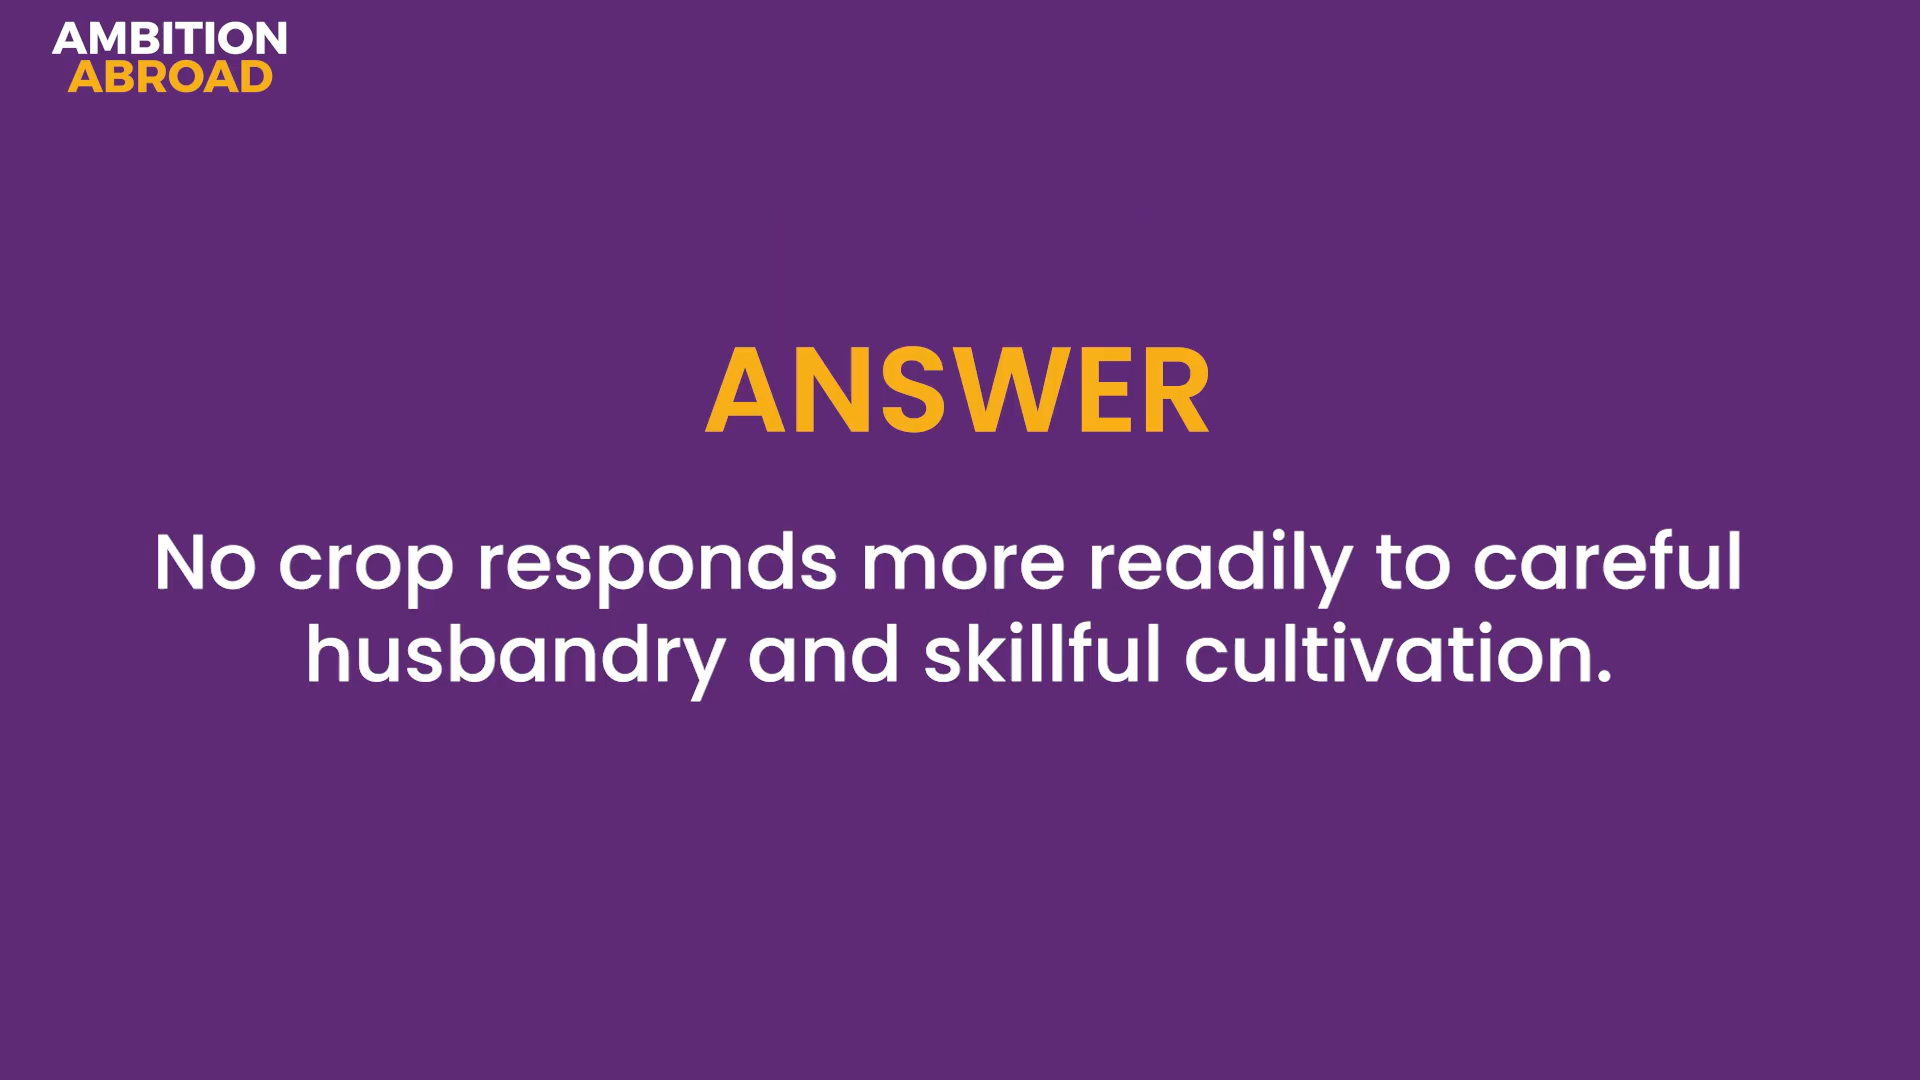 AMBITION
ABROAD
ANSWER
No crop responds more readily to careful
husbandry and skillful cultivation.